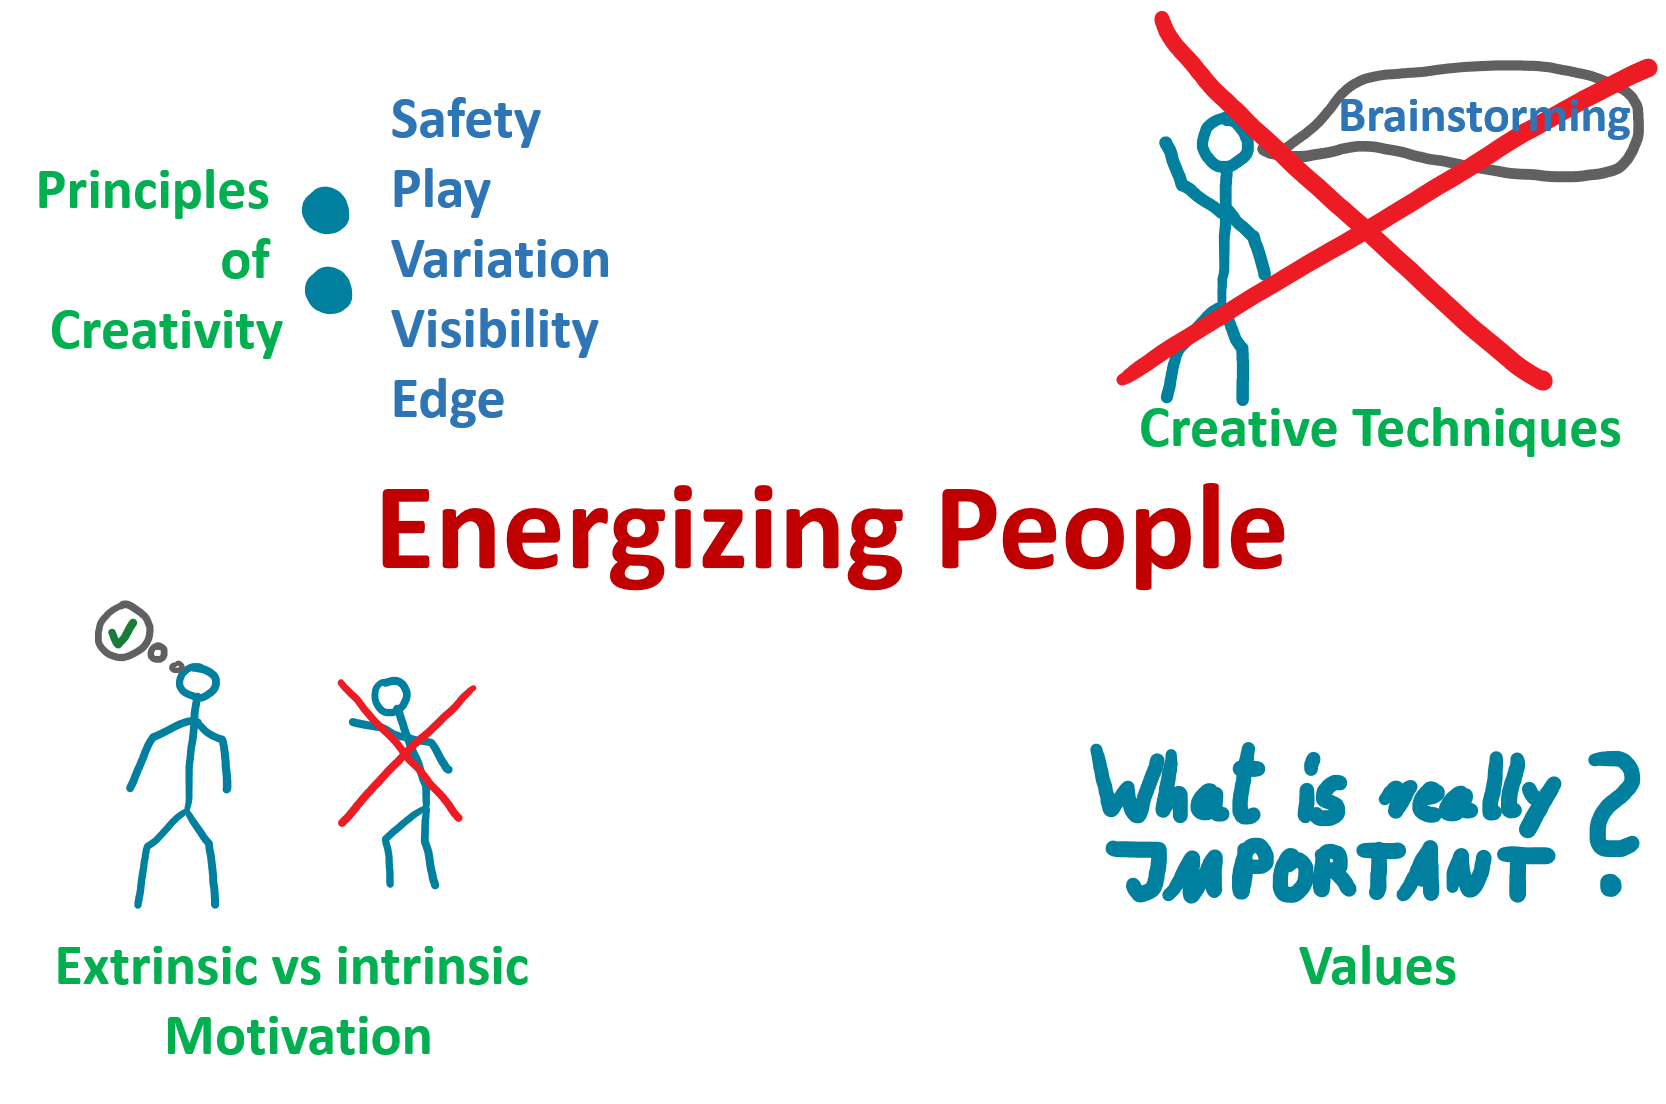 Principles
of
Creativity
Safety
Play
Variation
Visibility
Edge
Brainstorming
Creative Techniques
Energizing People
Extrinsic vs intrinsic
Motivation
What is really
IMPORTANT?
Values